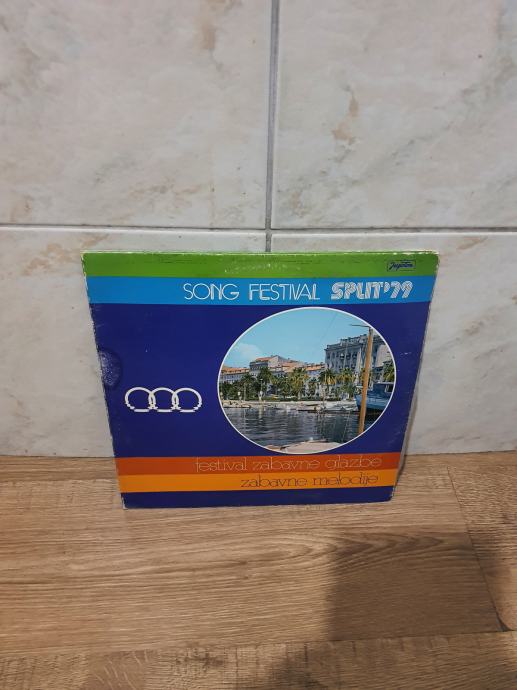 Jugoton
SONG FESTIVAL SPLIT'79
festival zabavne glazbe
zabavne melodije